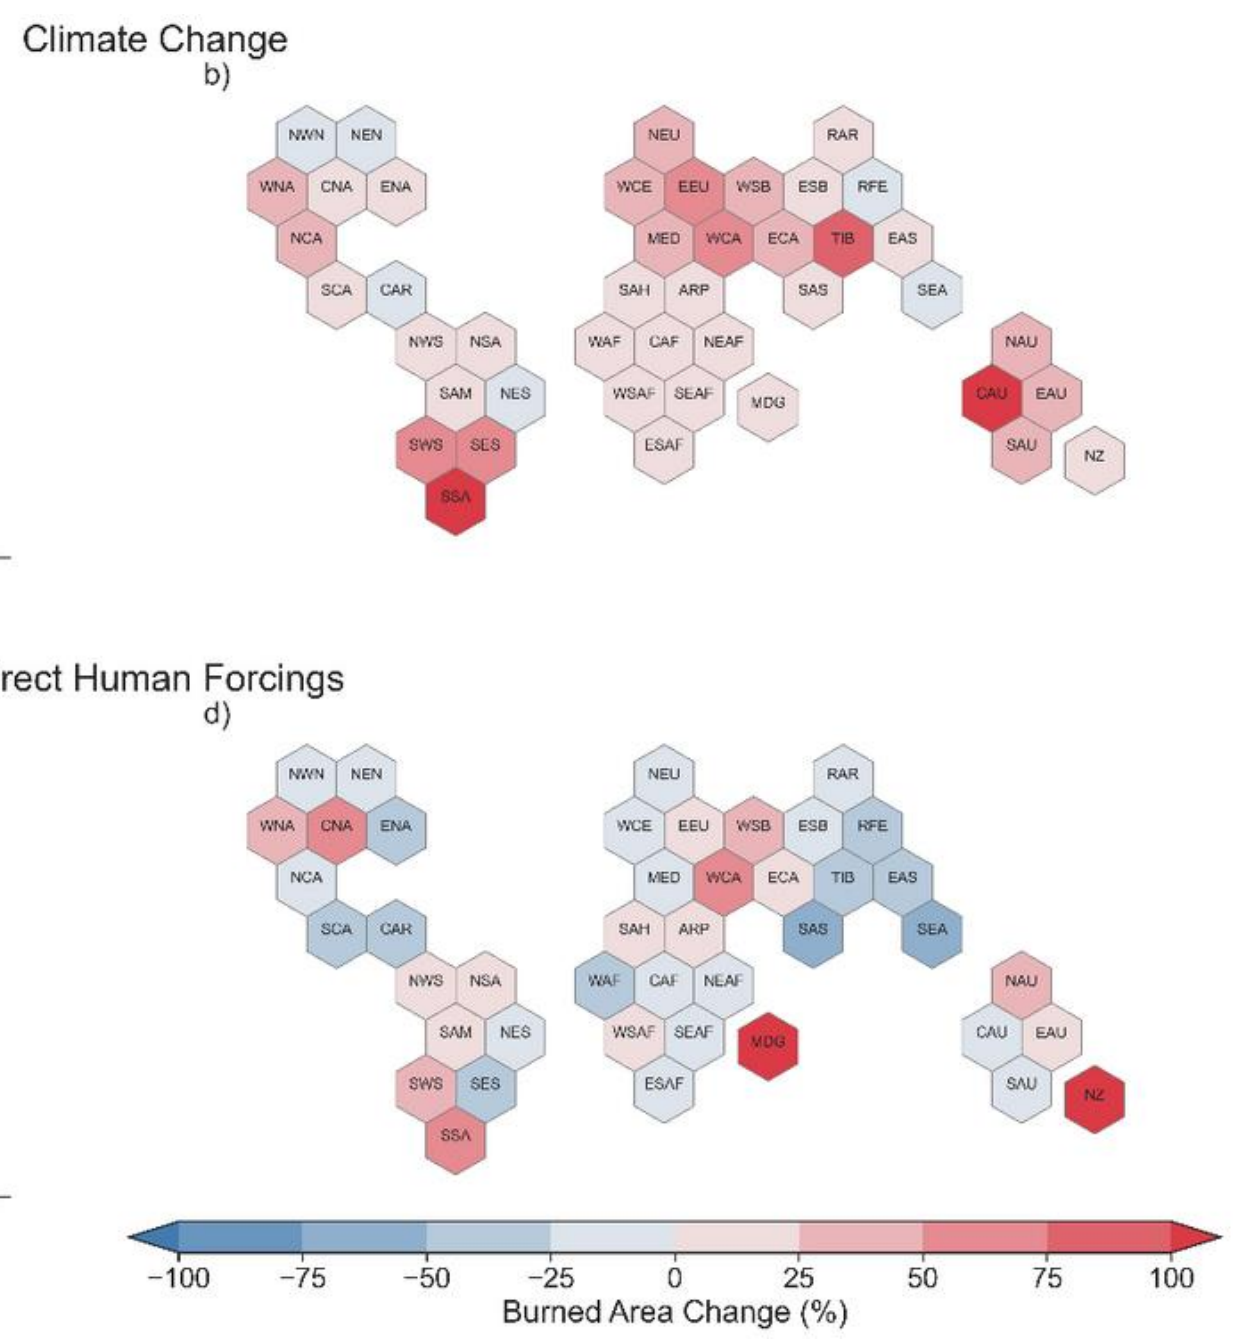 Climate Change
b)
NWN NEN NEU RAR
WNA CNA ENA WCE EEU WSB ESB RFE
NCA MED WCA ECA TIB EAS
SCA CAR SAH ARP SAS SEA
NWS NSA WAF CAF NEAF NAU
SAM NES WSAF SEAF MDG CAU EAU
SWS SES ESAF SAU NZ
SSA
rect Human Forcings
d)
NWN NEN NEU RAR
WNA CNA ENA WCE EEU WSB ESB RFE
NCA MED WCA ECA TIB EAS
SCA CAR SAH ARP SAS SEA
NWS NSA WAF CAF NEAF NAU
SAM NES WSAF SEAF MDG CAU EAU
SWS SES ESAF SAU NZ
SSA
−100 −75 −50 −25 0 25 50 75 100
Burned Area Change (%)